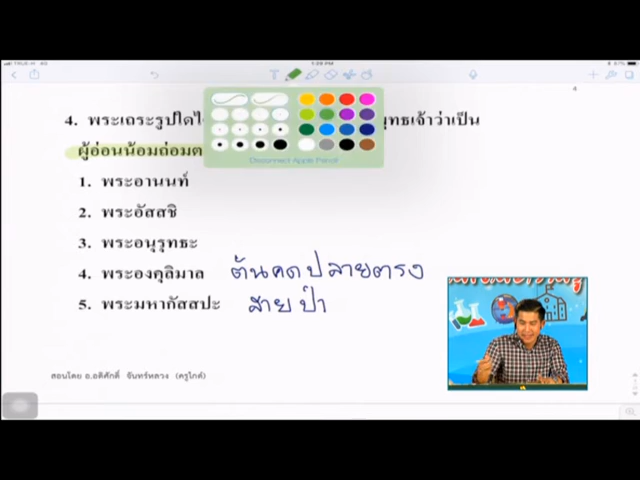 1:29 PM
4
4. พระเถระรูปใดไ ุทธเจ้าว่าเป็น
ผู้อ่อนน้อมถ่อมต
Disconnect Apple Pencil
1. พระอานนท์
2. พระอัสสชิ
3. พระอนุรุทธะ
4. พระองคุลิมาล ต้นคดปลายตรง
5. พระมหากัสสปะ สายป่า
สอนโดย อ.อดิศักดิ์ จันทร์หลวง (ครูไกด์)